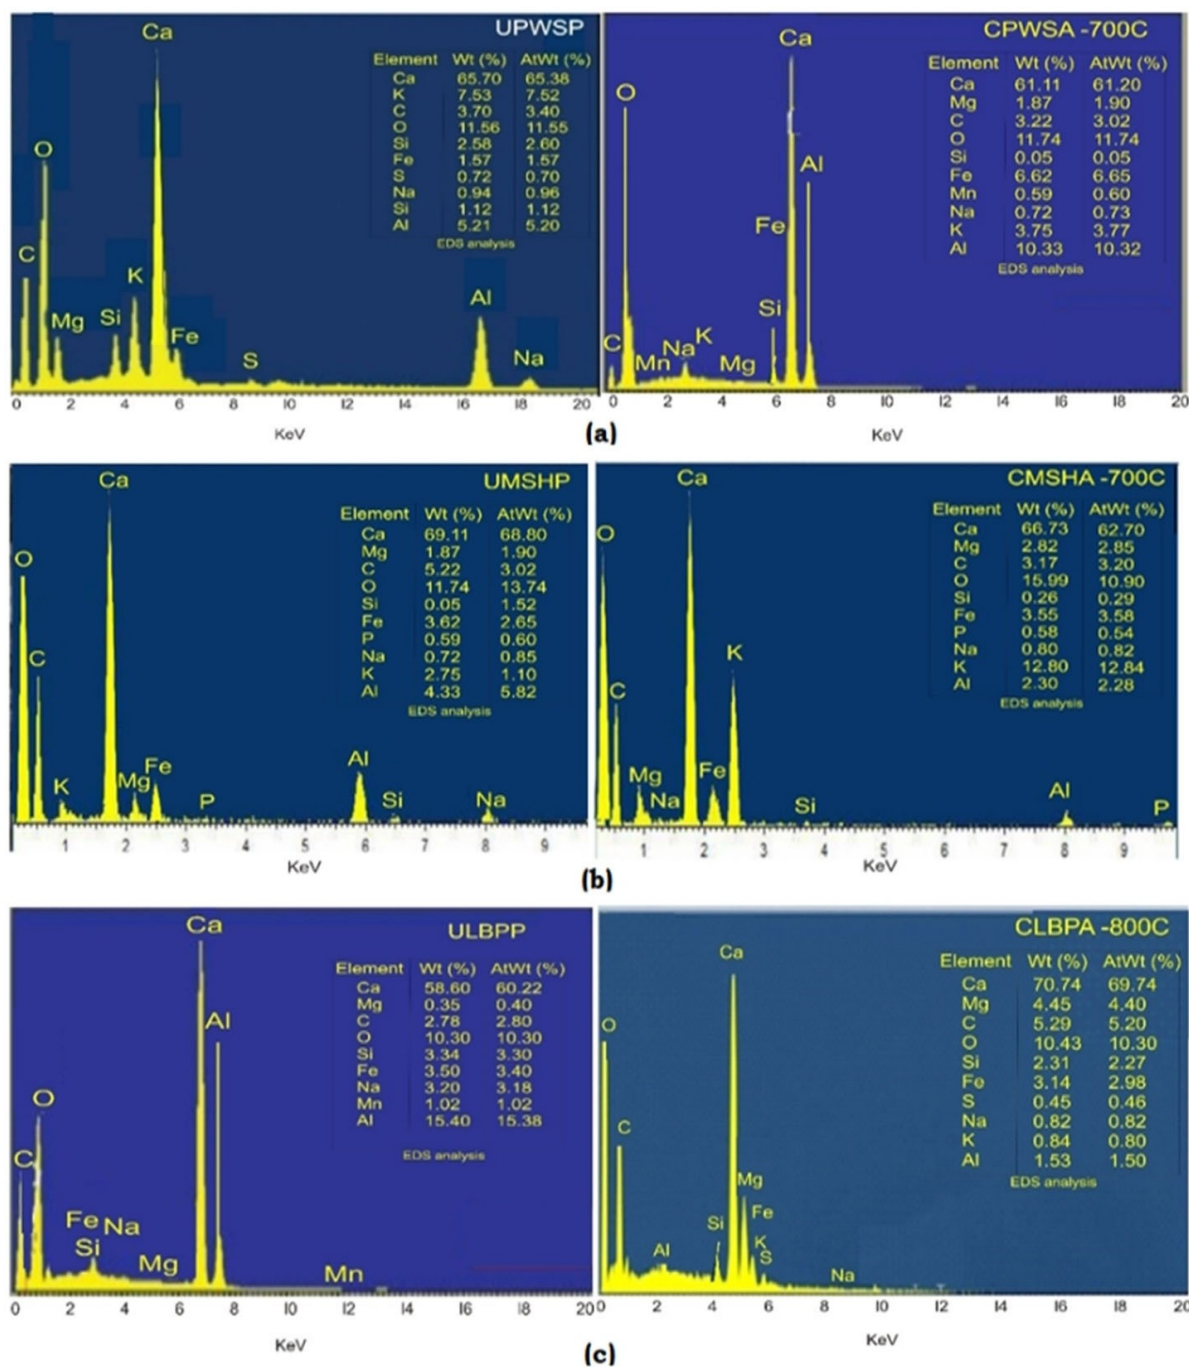 UPWSP
Ca
Element Wt (%) AtWt (%)
Ca 65.70 65.38
K 7.53 7.52
C 3.70 3.40
O 11.56 11.55
Si 2.58 2.60
Fe 1.57 1.57
S 0.72 0.70
Na 0.94 0.96
Si 1.12 1.12
Al 5.21 5.20
EDS analysis
O
C
K
Al
Mg
Si
Fe
S
Na
0 2 4 6 8 10 12 14 16 18 20
KeV
CPWSA -700C
Ca
Element Wt (%) AtWt (%)
Ca 61.11 61.20
Mg 1.87 1.90
C 3.22 3.02
O 11.74 11.74
Si 0.05 0.05
Fe 6.62 6.65
Mn 0.59 0.60
Na 0.72 0.73
K 3.75 3.77
Al 10.33 10.32
EDS analysis
O
Al
Fe
Si
C
Mn
Na
K
Mg
0 2 4 6 8 10 12 14 16 18 20
KeV
(a)
UMSHP
Ca
Element Wt (%) AtWt (%)
Ca 69.11 68.80
Mg 1.87 1.90
C 5.22 3.02
O 11.74 13.74
Si 0.05 1.52
Fe 3.62 2.65
P 0.59 0.60
Na 0.72 0.85
K 2.75 1.10
Al 4.33 5.82
EDS analysis
O
C
K
Mg
Fe
P
Al
Si
Na
1 2 3 4 5 6 7 8 9
KeV
CMSHA -700C
Ca
Element Wt (%) AtWt (%)
Ca 66.73 62.70
Mg 2.82 2.85
C 3.17 3.20
O 15.99 10.90
Si 0.26 0.29
Fe 3.55 3.58
P 0.58 0.54
Na 0.80 0.82
K 12.80 12.84
Al 2.30 2.28
EDS analysis
O
K
C
Mg
Na
Fe
Si
Al
P
1 2 3 4 5 6 7 8 9
KeV
(b)
ULBPP
Ca
Element Wt (%) AtWt (%)
Ca 58.60 60.22
Mg 0.35 0.40
C 2.78 2.80
O 10.30 10.30
Si 3.34 3.30
Fe 3.50 3.40
Na 3.20 3.18
Mn 1.02 1.02
Al 15.40 15.38
EDS analysis
Al
O
C
Fe
Na
Si
Mg
Mn
0 2 4 6 8 10 12 14 16 18 20
KeV
CLBPA -800C
Ca
Element Wt (%) AtWt (%)
Ca 70.74 69.74
Mg 4.45 4.40
C 5.29 5.20
O 10.43 10.30
Si 2.31 2.27
Fe 3.14 2.98
S 0.45 0.46
Na 0.82 0.82
K 0.84 0.80
Al 1.53 1.50
EDS analysis
O
C
Mg
Fe
Si
K
S
Al
Na
2 4 6 8 10 12 14 16 18 20
KeV
(c)